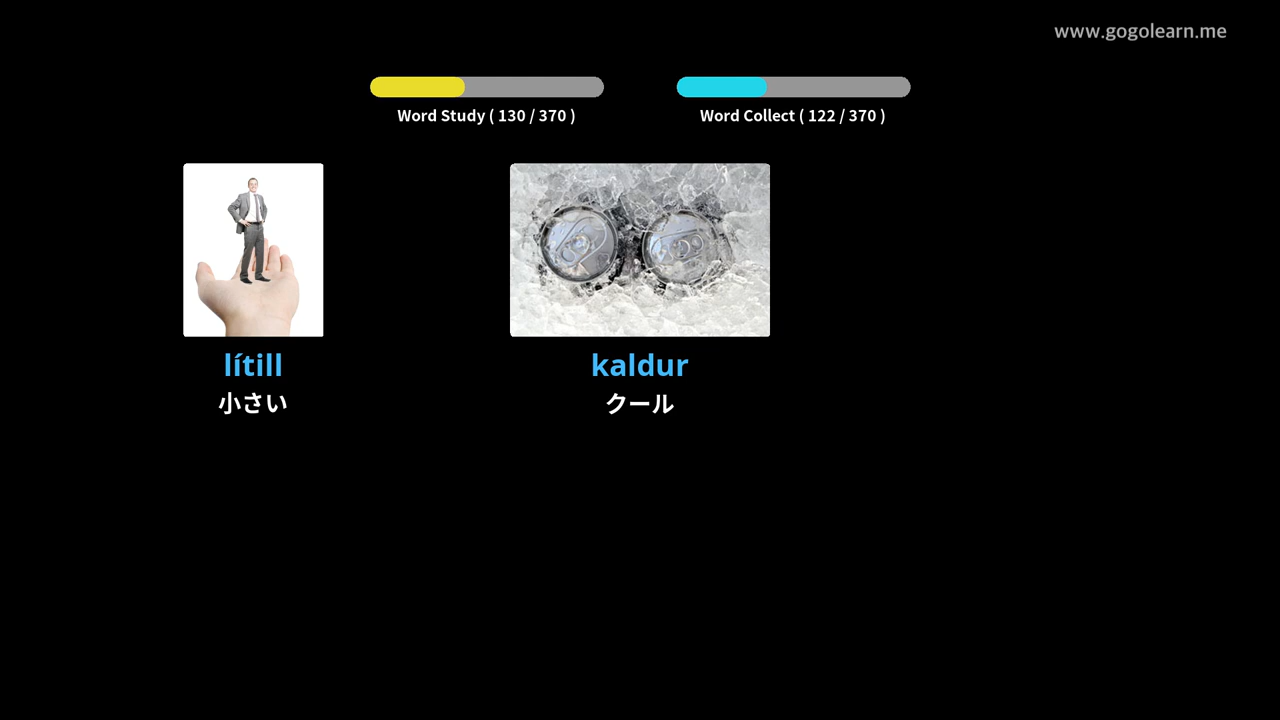 www.gogolearn.me
Word Study ( 130 / 370 )
Word Collect ( 122 / 370 )
lítill
小さい
kaldur
クール